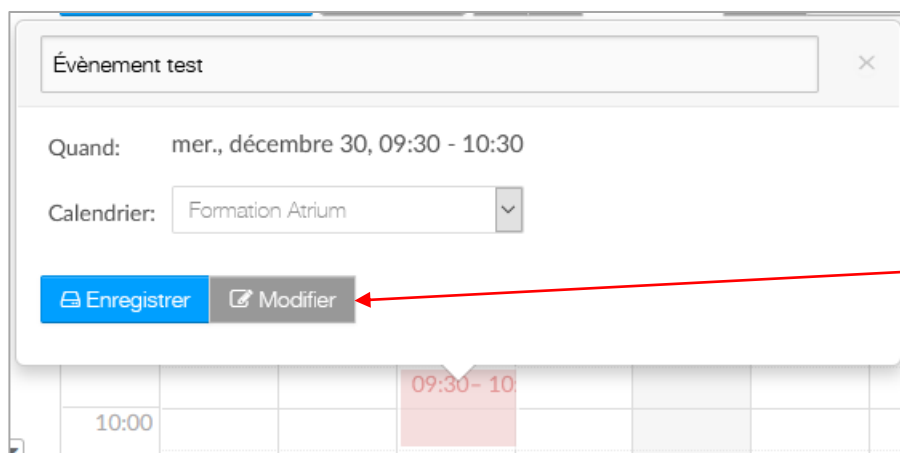 Évènement test
×
Quand: mer., décembre 30, 09:30 - 10:30
Calendrier: Formation Atrium
Enregistrer Modifier
09:30– 10:
10:00